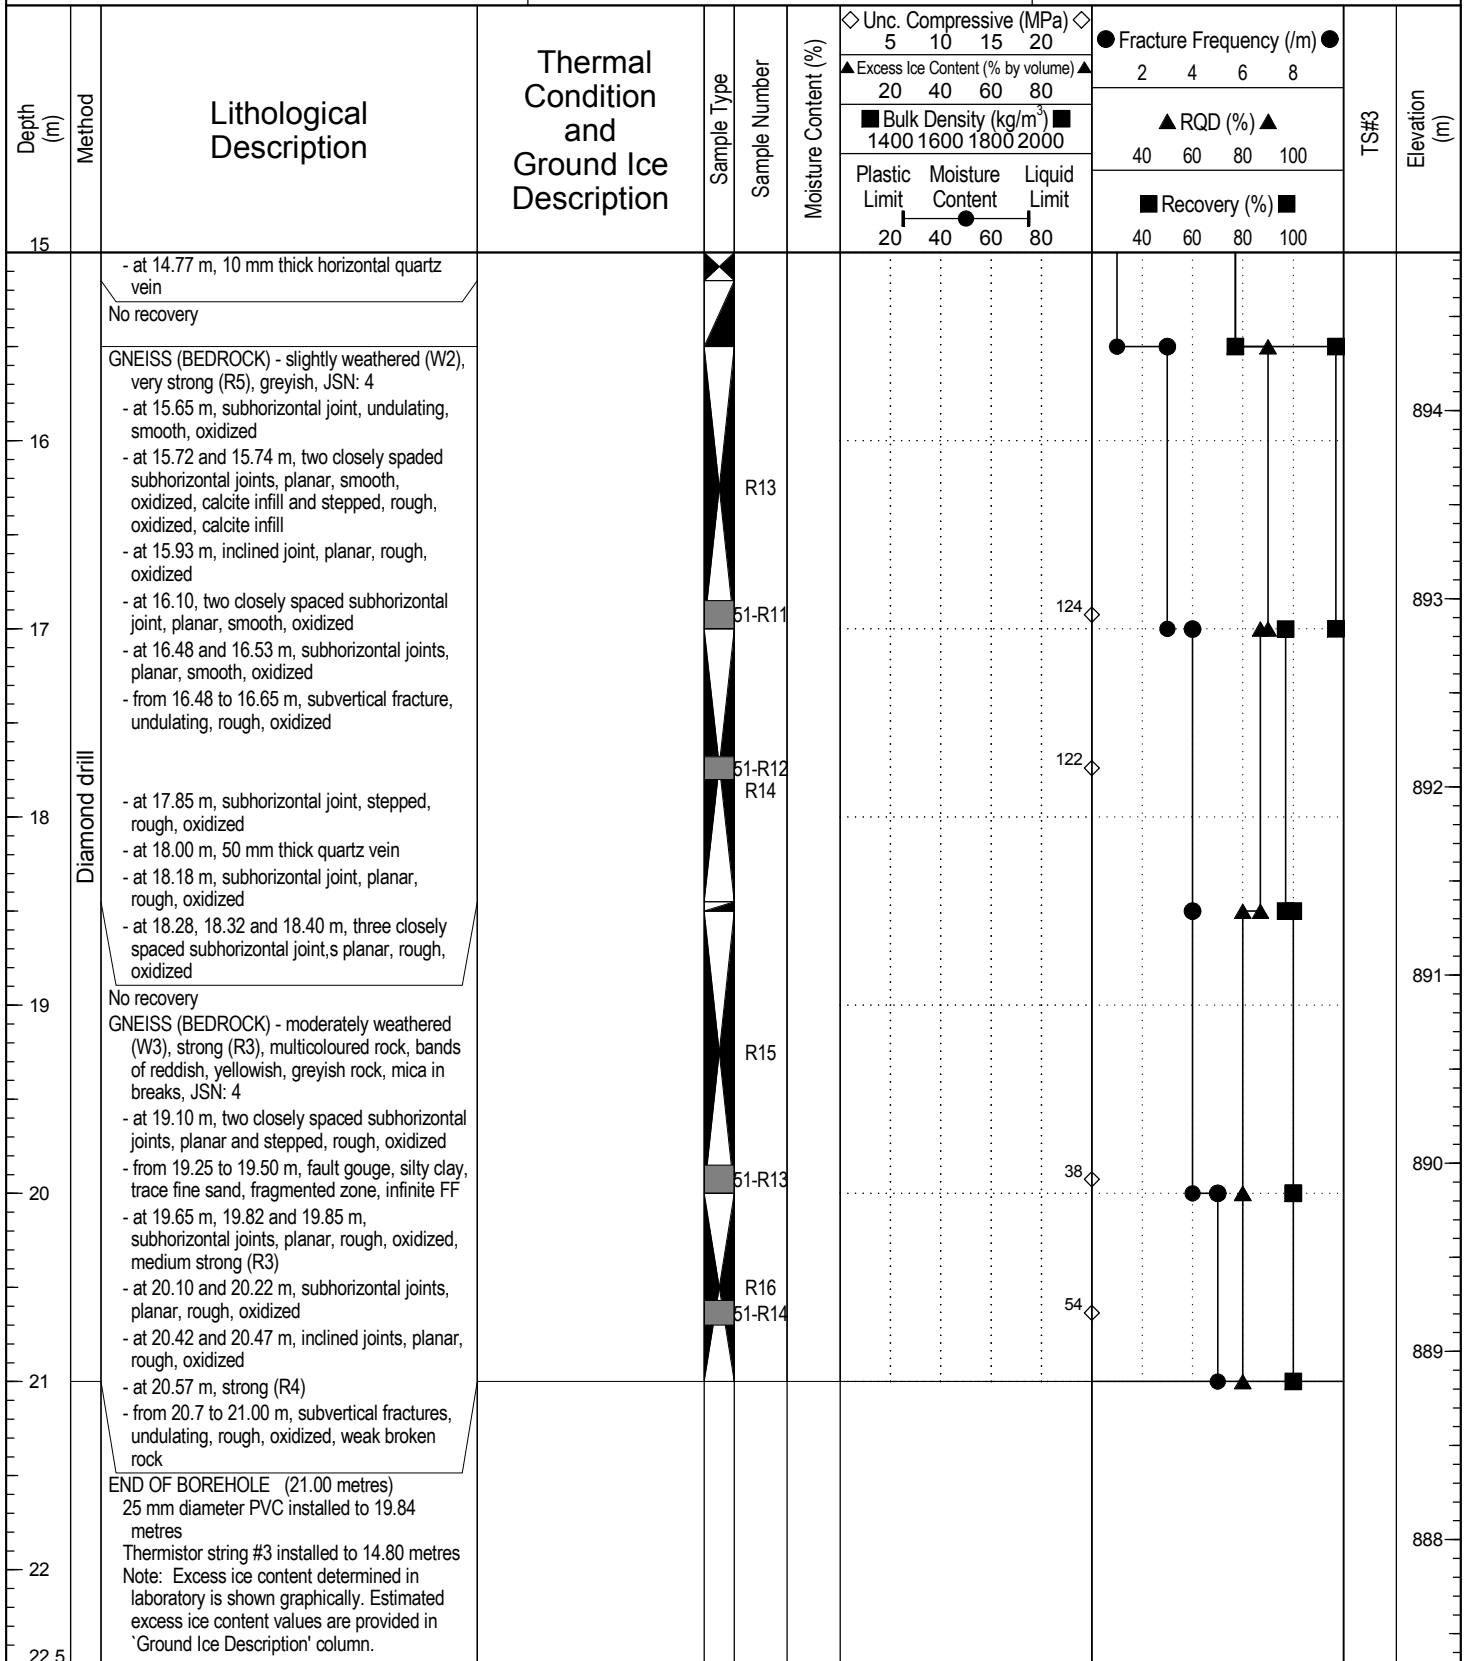 Depth
(m)
Method
Lithological
Description
Thermal
Condition
and
Ground Ice
Description
Sample Type
Sample Number
Moisture Content (%)
Unc. Compressive (MPa)
5 10 15 20
Excess Ice Content (% by volume)
20 40 60 80
Bulk Density (kg/m3)
1400 1600 1800 2000
Plastic Moisture Liquid
Limit Content Limit
20 40 60 80
Fracture Frequency (/m)
2 4 6 8
RQD (%)
40 60 80 100
Recovery (%)
40 60 80 100
TS#3
Elevation
(m)
15
16
17
18
19
20
21
22
22.5
Diamond drill
- at 14.77 m, 10 mm thick horizontal quartz
vein
No recovery
GNEISS (BEDROCK) - slightly weathered (W2),
very strong (R5), greyish, JSN: 4
- at 15.65 m, subhorizontal joint, undulating,
smooth, oxidized
- at 15.72 and 15.74 m, two closely spaded
subhorizontal joints, planar, smooth,
oxidized, calcite infill and stepped, rough,
oxidized, calcite infill
- at 15.93 m, inclined joint, planar, rough,
oxidized
- at 16.10, two closely spaced subhorizontal
joint, planar, smooth, oxidized
- at 16.48 and 16.53 m, subhorizontal joints,
planar, smooth, oxidized
- from 16.48 to 16.65 m, subvertical fracture,
undulating, rough, oxidized
- at 17.85 m, subhorizontal joint, stepped,
rough, oxidized
- at 18.00 m, 50 mm thick quartz vein
- at 18.18 m, subhorizontal joint, planar,
rough, oxidized
- at 18.28, 18.32 and 18.40 m, three closely
spaced subhorizontal joint,s planar, rough,
oxidized
No recovery
GNEISS (BEDROCK) - moderately weathered
(W3), strong (R3), multicoloured rock, bands
of reddish, yellowish, greyish rock, mica in
breaks, JSN: 4
- at 19.10 m, two closely spaced subhorizontal
joints, planar and stepped, rough, oxidized
- from 19.25 to 19.50 m, fault gouge, silty clay,
trace fine sand, fragmented zone, infinite FF
- at 19.65 m, 19.82 and 19.85 m,
subhorizontal joints, planar, rough, oxidized,
medium strong (R3)
- at 20.10 and 20.22 m, subhorizontal joints,
planar, rough, oxidized
- at 20.42 and 20.47 m, inclined joints, planar,
rough, oxidized
- at 20.57 m, strong (R4)
- from 20.7 to 21.00 m, subvertical fractures,
undulating, rough, oxidized, weak broken
rock
END OF BOREHOLE (21.00 metres)
25 mm diameter PVC installed to 19.84
metres
Thermistor string #3 installed to 14.80 metres
Note: Excess ice content determined in
laboratory is shown graphically. Estimated
excess ice content values are provided in
`Ground Ice Description' column.
R13
51-R11
51-R12
R14
R15
51-R13
R16
51-R14
124
122
38
54
894
893
892
891
890
889
888